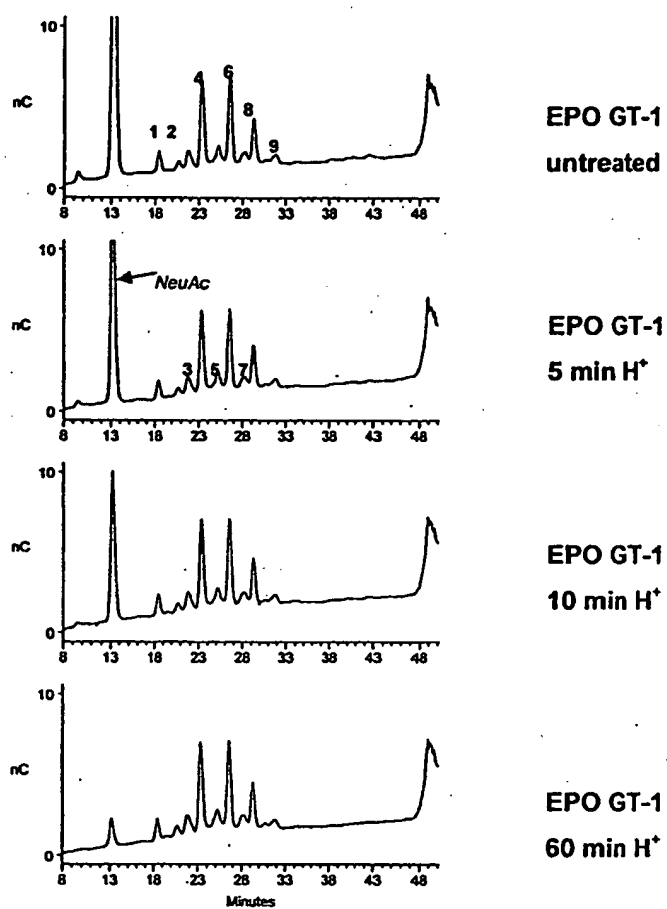 10
nC
0
1 2 4 6 8 9
8 13 18 23 28 33 38 43 48
EPO GT-1
untreated
10
nC
0
NeuAc
3 5 7
8 13 18 23 28 33 38 43 48
EPO GT-1
5 min H⁺
10
nC
0
8 13 18 23 28 33 38 43 48
EPO GT-1
10 min H⁺
10
nC
0
8 13 18 23 28 33 38 43 48
Minutes
EPO GT-1
60 min H⁺